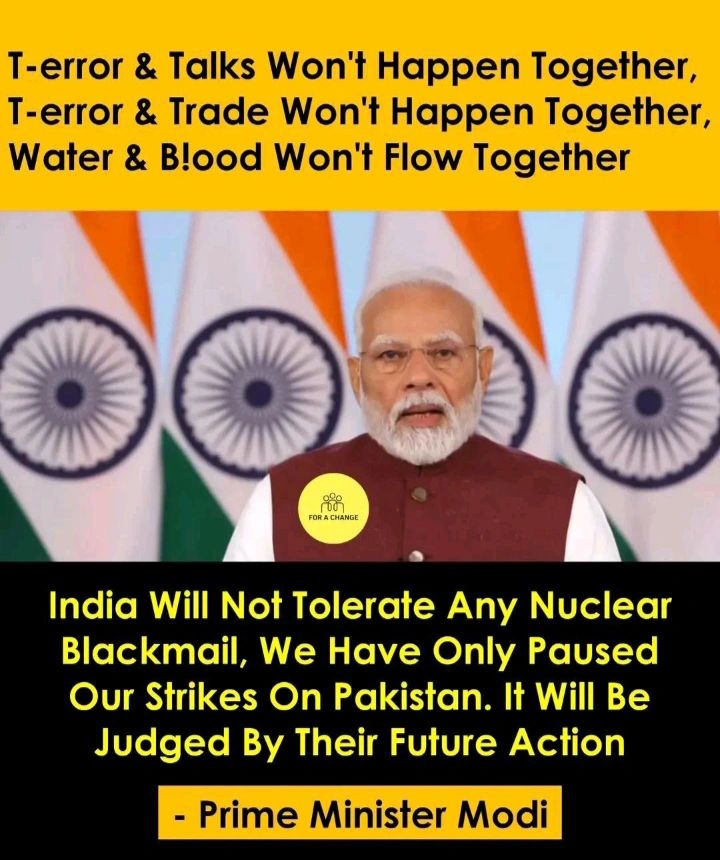 T-error & Talks Won't Happen Together,
T-error & Trade Won't Happen Together,
Water & B!ood Won't Flow Together
FOR A CHANGE
India Will Not Tolerate Any Nuclear
Blackmail, We Have Only Paused
Our Strikes On Pakistan. It Will Be
Judged By Their Future Action
- Prime Minister Modi